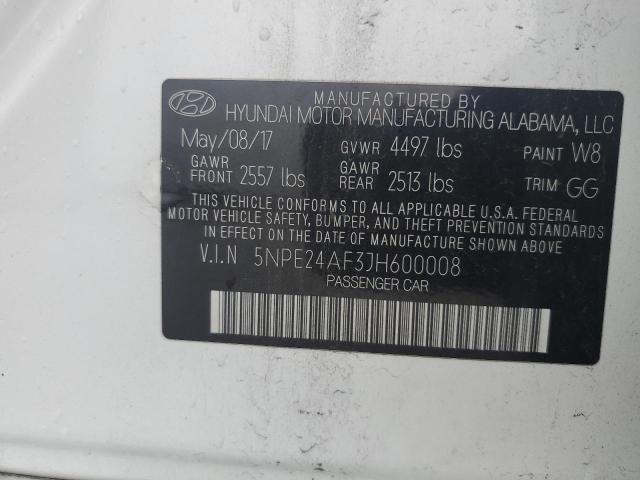 MANUFACTURED BY
HYUNDAI MOTOR MANUFACTURING ALABAMA, LLC
May/08/17 GVWR 4497 lbs PAINT W8
GAWR FRONT 2557 lbs GAWR REAR 2513 lbs TRIM GG
THIS VEHICLE CONFORMS TO ALL APPLICABLE U.S.A. FEDERAL
MOTOR VEHICLE SAFETY, BUMPER, AND THEFT PREVENTION STANDARDS
IN EFFECT ON THE DATE OF MANUFACTURE SHOWN ABOVE.
V.I.N 5NPE24AF3JH600008
PASSENGER CAR